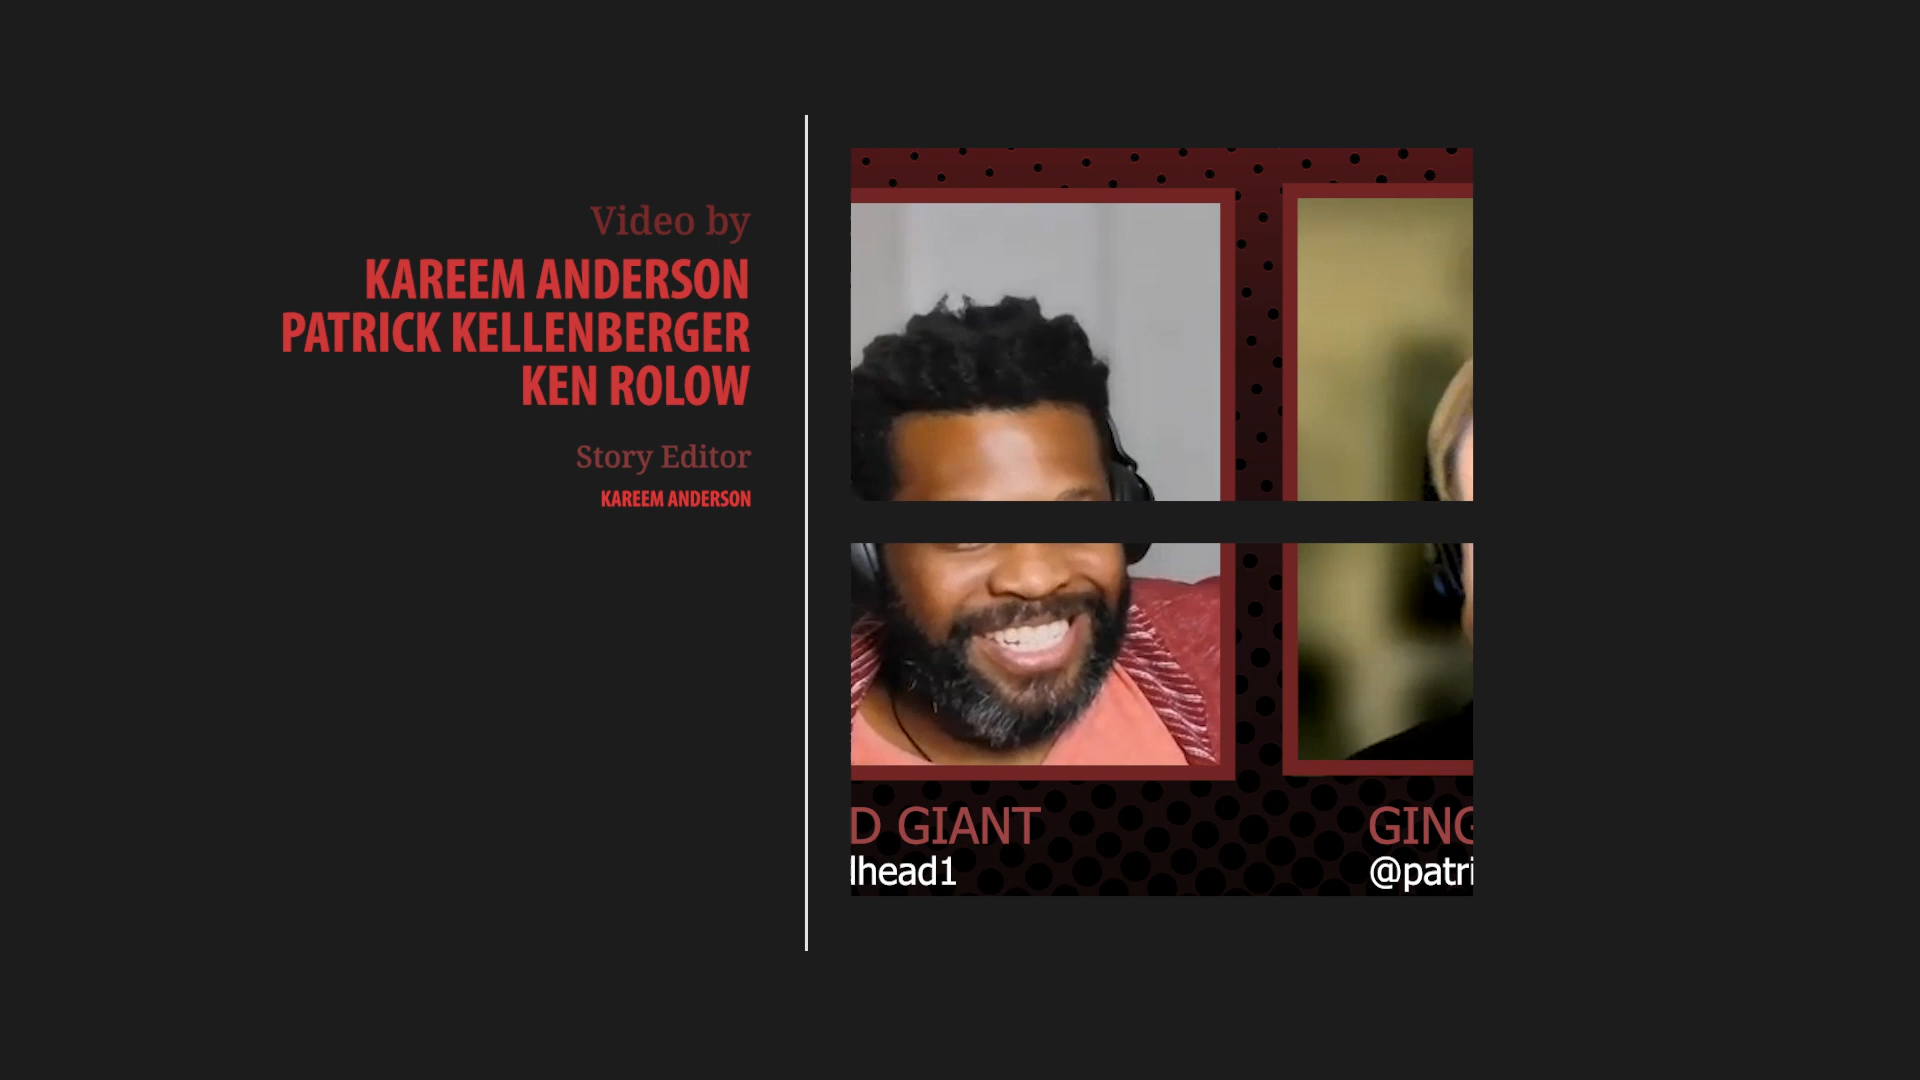 Video by
KAREEM ANDERSON
PATRICK KELLENBERGER
KEN ROLOW
Story Editor
KAREEM ANDERSON
D GIANT
lhead1
GING
@patri